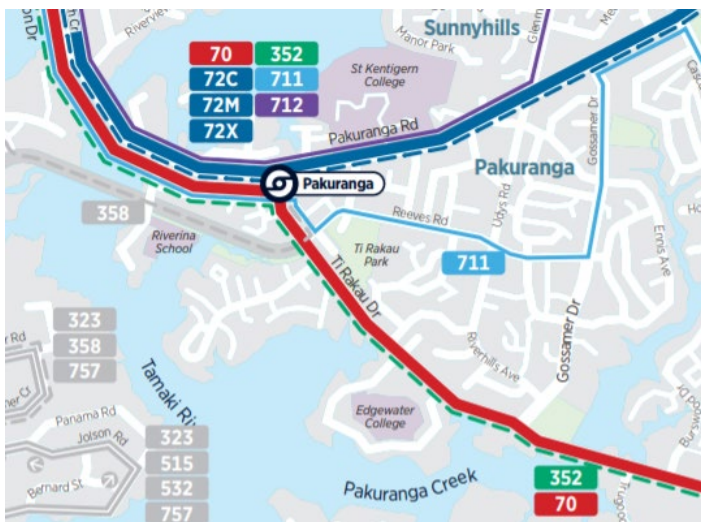 Riverview
Manor Park
Sunnyhills
70
352
72C
711
72M
712
72X
St Kentigern
College
Pakuranga Rd
Pakuranga
Gossamer Dr
Pakuranga
358
Riverina
School
Reeves Rd
Udys Rd
Ti Rakau
Park
711
Ennis Ave
Ti Rakau Dr
Gossamer Dr
Riverhills Ave
323
358
757
Tamaki Riv
Panama Rd
Jolson Rd
Bernard St
323
515
532
757
Edgewater
College
Pakuranga Creek
352
70